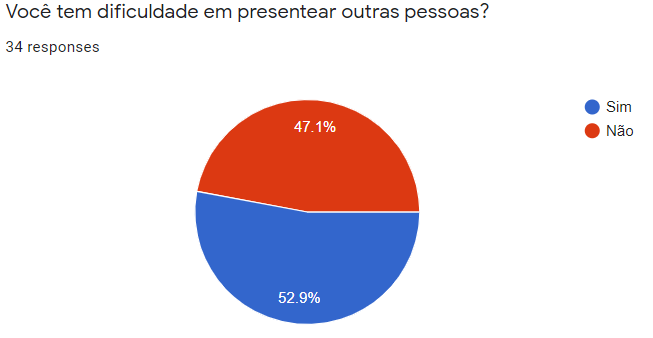 Você tem dificuldade em presentear outras pessoas?
34 responses
Sim
Não
47.1%
52.9%